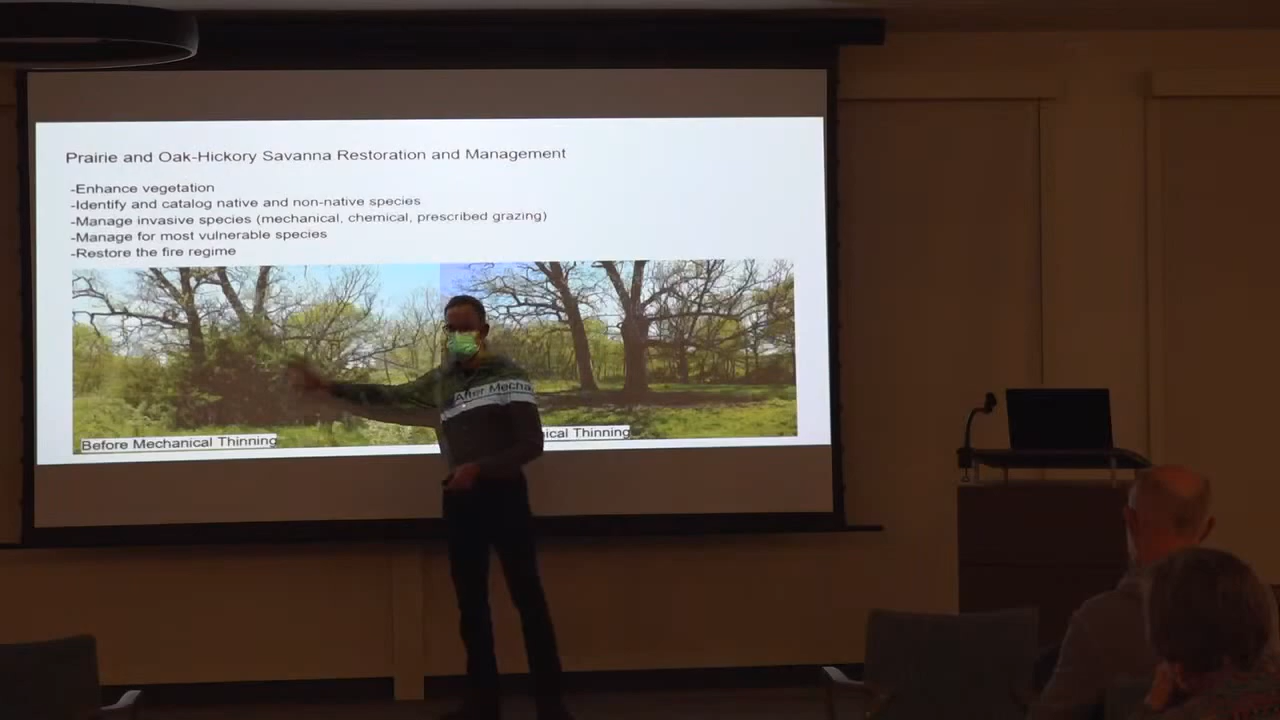 Prairie and Oak-Hickory Savanna Restoration and Management
-Enhance vegetation
-Identify and catalog native and non-native species
-Manage invasive species (mechanical, chemical, prescribed grazing)
-Manage for most vulnerable species
-Restore the fire regime
Before Mechanical Thinning
After Mecha
ical Thinning